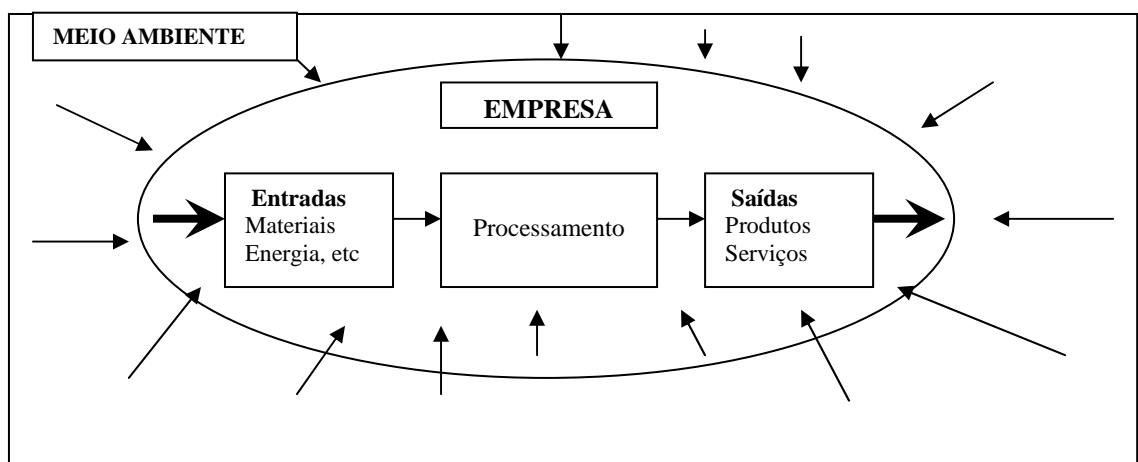 MEIO AMBIENTE
EMPRESA
Entradas
Materiais
Energia, etc
Processamento
Saídas
Produtos
Serviços